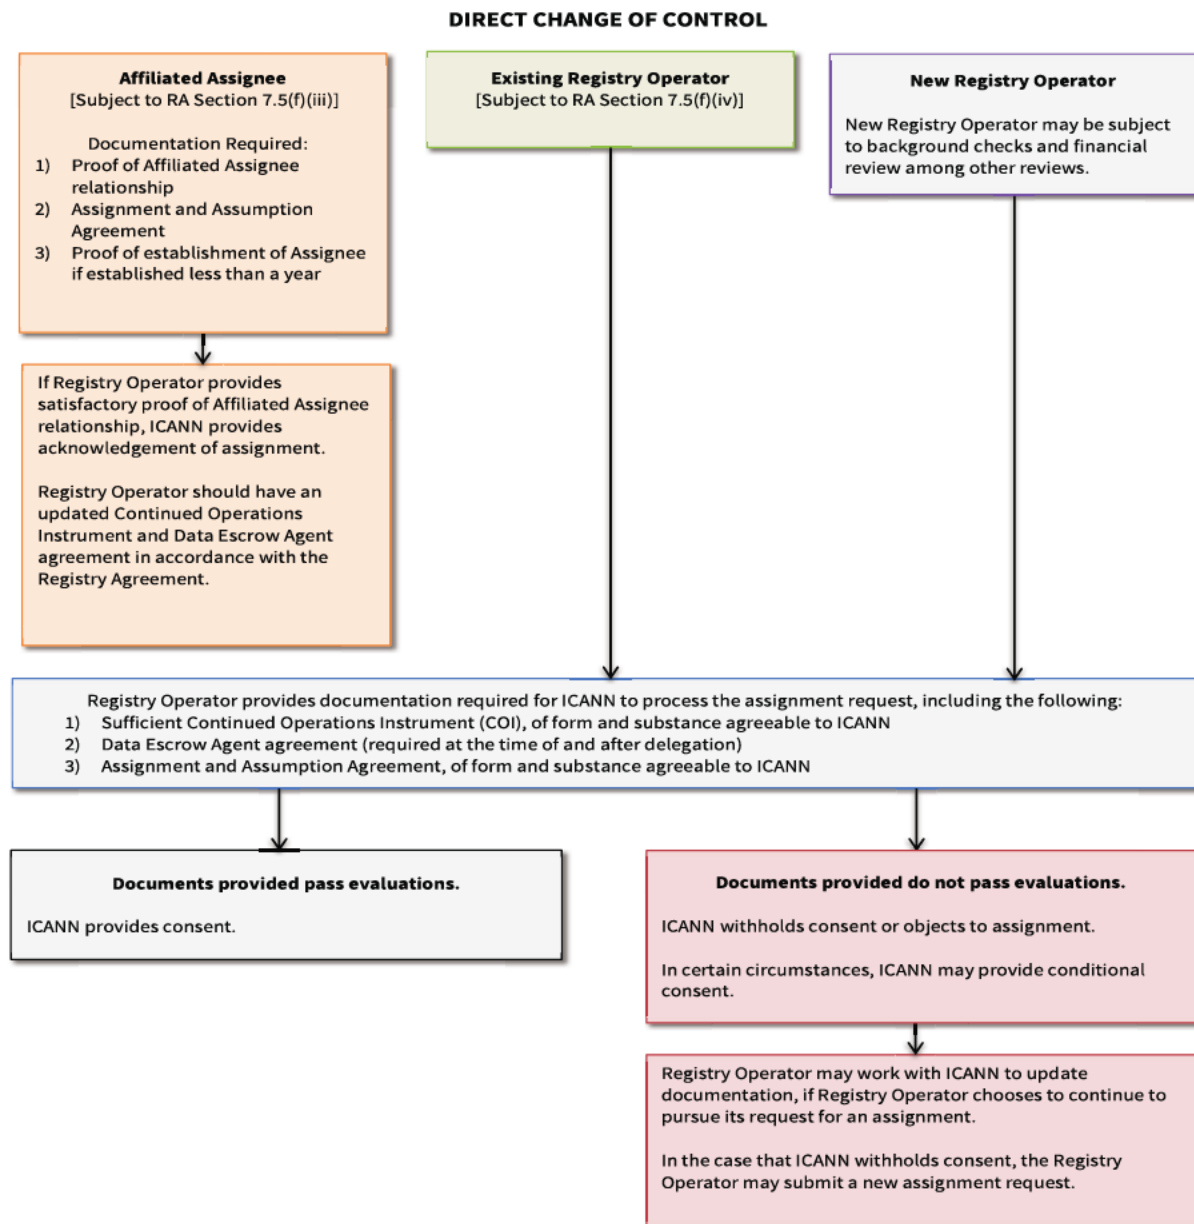 DIRECT CHANGE OF CONTROL
Affiliated Assignee
[Subject to RA Section 7.5(f)(iii)]
Documentation Required:
1) Proof of Affiliated Assignee
relationship
2) Assignment and Assumption
Agreement
3) Proof of establishment of Assignee
if established less than a year
Existing Registry Operator
[Subject to RA Section 7.5(f)(iv)]
New Registry Operator
New Registry Operator may be subject
to background checks and financial
review among other reviews.
If Registry Operator provides
satisfactory proof of Affiliated Assignee
relationship, ICANN provides
acknowledgement of assignment.
Registry Operator should have an
updated Continued Operations
Instrument and Data Escrow Agent
agreement in accordance with the
Registry Agreement.
Registry Operator provides documentation required for ICANN to process the assignment request, including the following:
1) Sufficient Continued Operations Instrument (COI), of form and substance agreeable to ICANN
2) Data Escrow Agent agreement (required at the time of and after delegation)
3) Assignment and Assumption Agreement, of form and substance agreeable to ICANN
Documents provided pass evaluations.
ICANN provides consent.
Documents provided do not pass evaluations.
ICANN withholds consent or objects to assignment.
In certain circumstances, ICANN may provide conditional
consent.
Registry Operator may work with ICANN to update
documentation, if Registry Operator chooses to continue to
pursue its request for an assignment.
In the case that ICANN withholds consent, the Registry
Operator may submit a new assignment request.